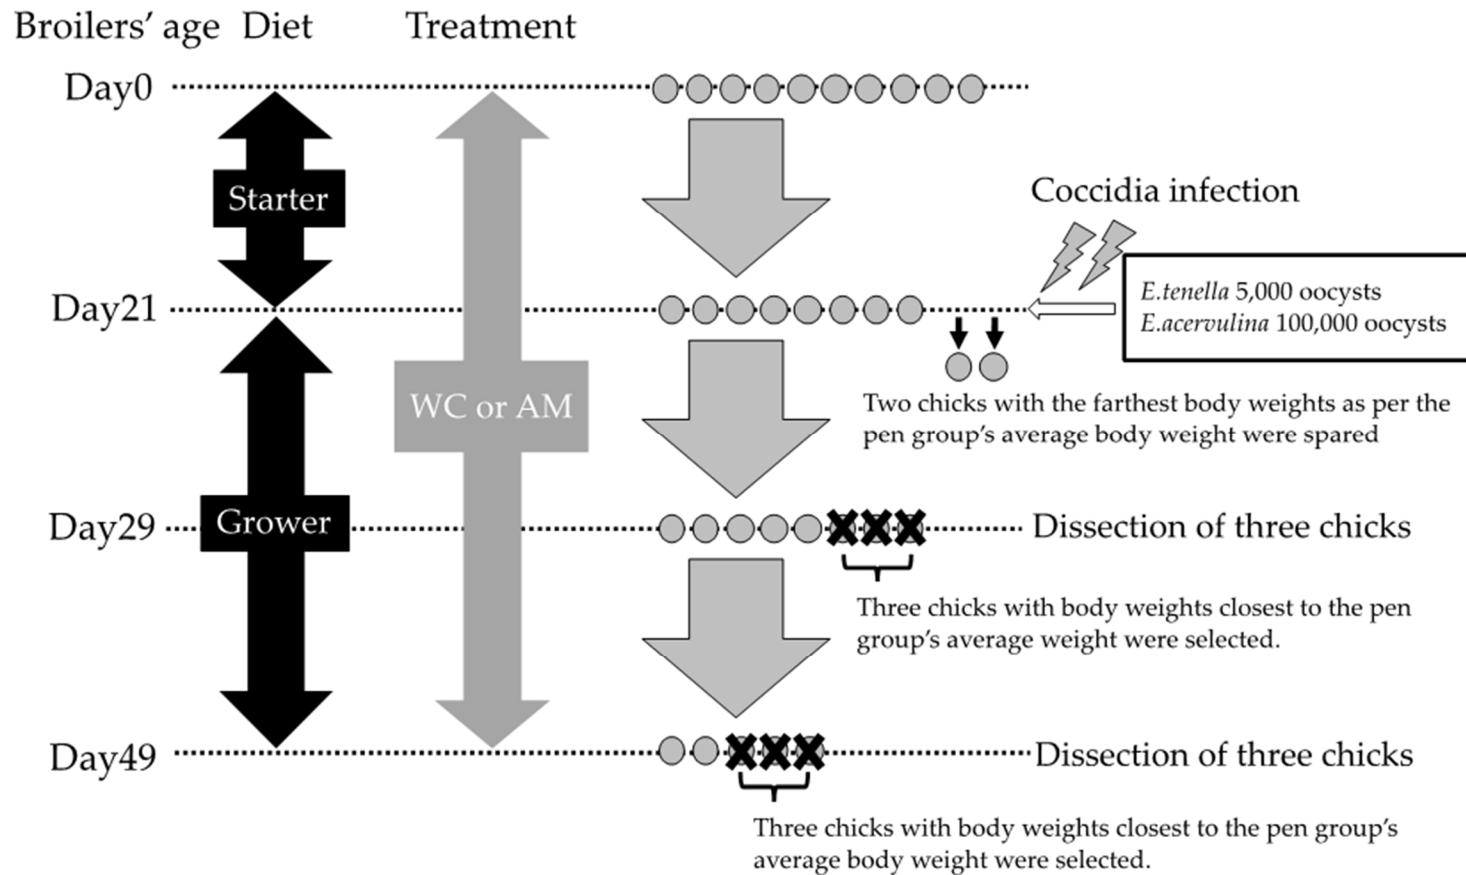 Broilers’ age Diet Treatment
Day0
Starter
Coccidia infection
E.tenella 5,000 oocysts
E.acervulina 100,000 oocysts
Day21
WC or AM
Two chicks with the farthest body weights as per the
pen group’s average body weight were spared
Grower
Day29
Dissection of three chicks
Three chicks with body weights closest to the pen
group’s average weight were selected.
Day49
Dissection of three chicks
Three chicks with body weights closest to the pen group’s
average body weight were selected.